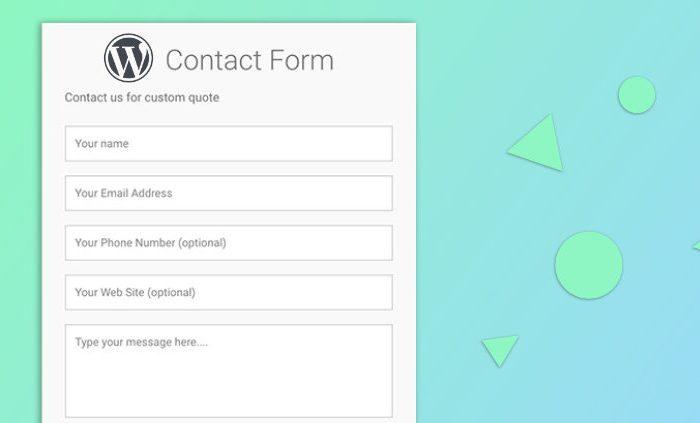 Contact Form
Contact us for custom quote
Your name
Your Email Address
Your Phone Number (optional)
Your Web Site (optional)
Type your message here....